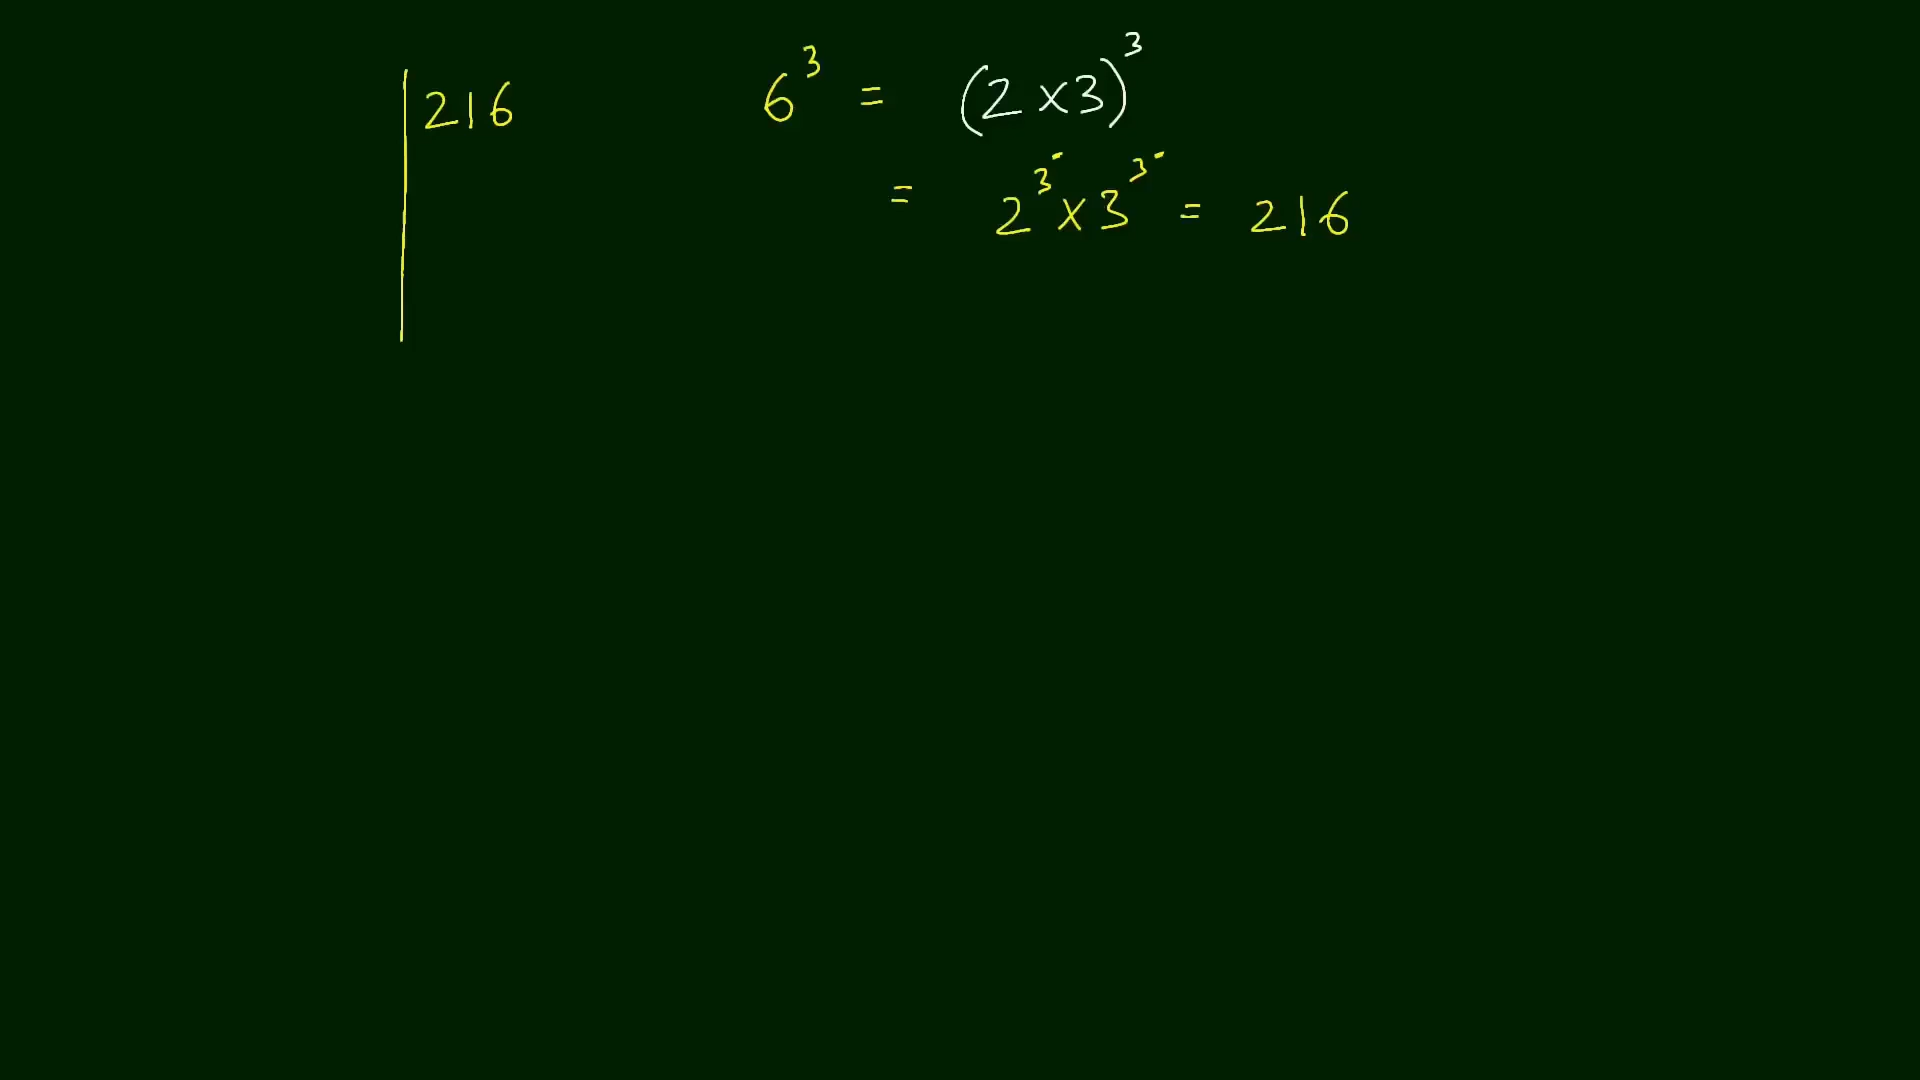 216
6³ = (2 × 3)³
= 2³ × 3³ = 216